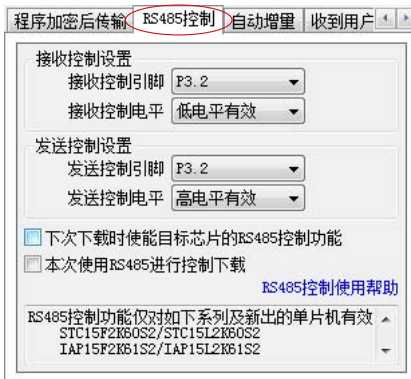 程序加密后传输 RS485控制 自动增量 收到用户
接收控制设置
接收控制引脚 P3.2
接收控制电平 低电平有效
发送控制设置
发送控制引脚 P3.2
发送控制电平 高电平有效
下次下载时使能目标芯片的RS485控制功能
本次使用RS485进行控制下载
RS485控制使用帮助
RS485控制功能仅对如下系列及新出的单片机有效
STC15F2K60S2/STC15L2K60S2
IAP15F2K61S2/IAP15L2K61S2